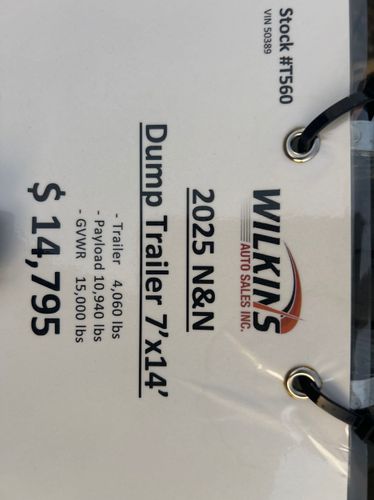 Stock #T560
VIN 50389
WILKINS
AUTO SALES INC.
2025 N&N
Dump Trailer 7'x14'
- Trailer 4,060 lbs
- Payload 10,940 lbs
- GVWR 15,000 lbs
$ 14,795